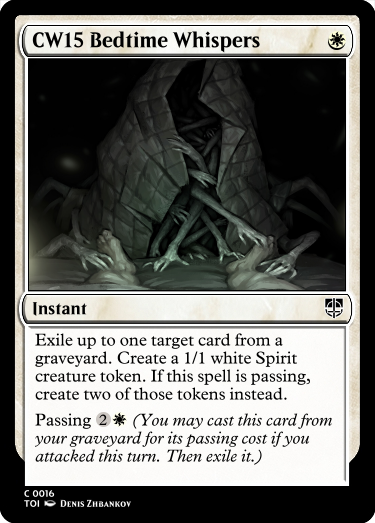 CW15 Bedtime Whispers
Instant
Exile up to one target card from a
graveyard. Create a 1/1 white Spirit
creature token. If this spell is passing,
create two of those tokens instead.
Passing 2 (You may cast this card from
your graveyard for its passing cost if you
attacked this turn. Then exile it.)
C 0016
TOI Denis Zhbankov